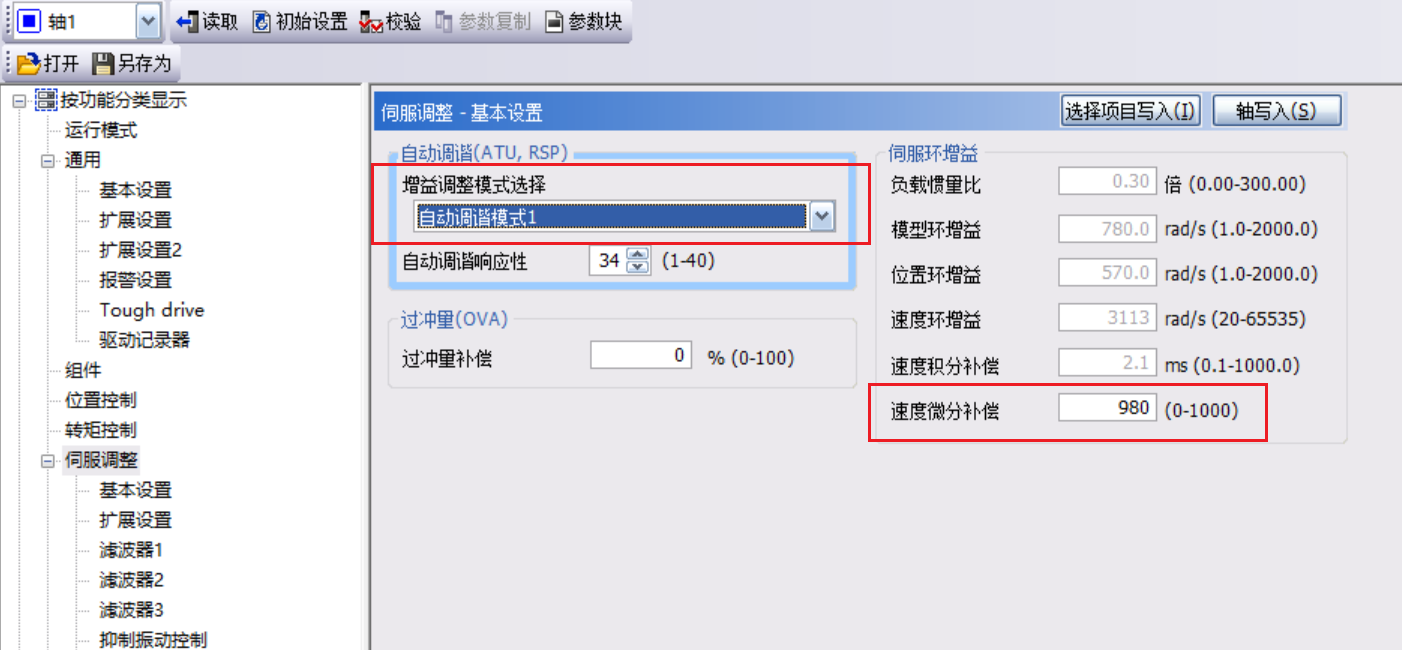 轴1 读取 初始设置 校验 参数复制 参数块
打开 另存为
按功能分类显示
运行模式
通用
基本设置
扩展设置
扩展设置2
报警设置
Tough drive
驱动记录器
组件
位置控制
转矩控制
伺服调整
基本设置
扩展设置
滤波器1
滤波器2
滤波器3
抑制振动控制
伺服调整 - 基本设置 选择项目写入(I) 轴写入(S)
自动调谐(ATU, RSP)
增益调整模式选择
自动调谐模式1
自动调谐响应性 34 (1-40)
过冲量(OVA)
过冲量补偿 0 % (0-100)
伺服环增益
负载惯量比 0.30 倍 (0.00-300.00)
模型环增益 780.0 rad/s (1.0-2000.0)
位置环增益 570.0 rad/s (1.0-2000.0)
速度环增益 3113 rad/s (20-65535)
速度积分补偿 2.1 ms (0.1-1000.0)
速度微分补偿 980 (0-1000)